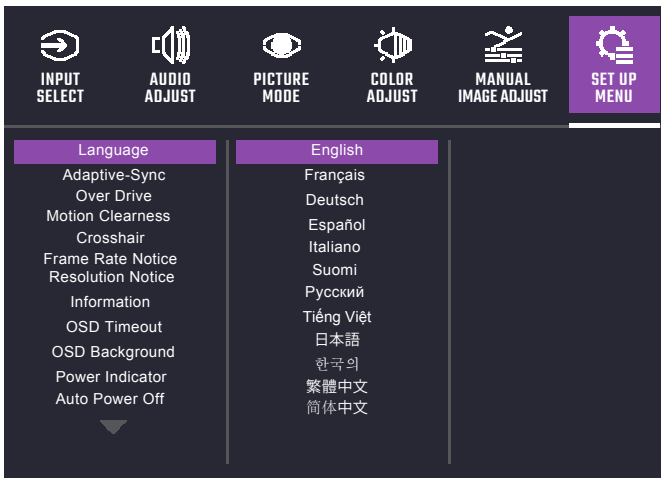 INPUT
SELECT
AUDIO
ADJUST
PICTURE
MODE
COLOR
ADJUST
MANUAL
IMAGE ADJUST
SET UP
MENU
Language
Adaptive-Sync
Over Drive
Motion Clearness
Crosshair
Frame Rate Notice
Resolution Notice
Information
OSD Timeout
OSD Background
Power Indicator
Auto Power Off
English
Français
Deutsch
Español
Italiano
Suomi
Русский
Tiếng Việt
日本語
한국의
繁體中文
简体中文